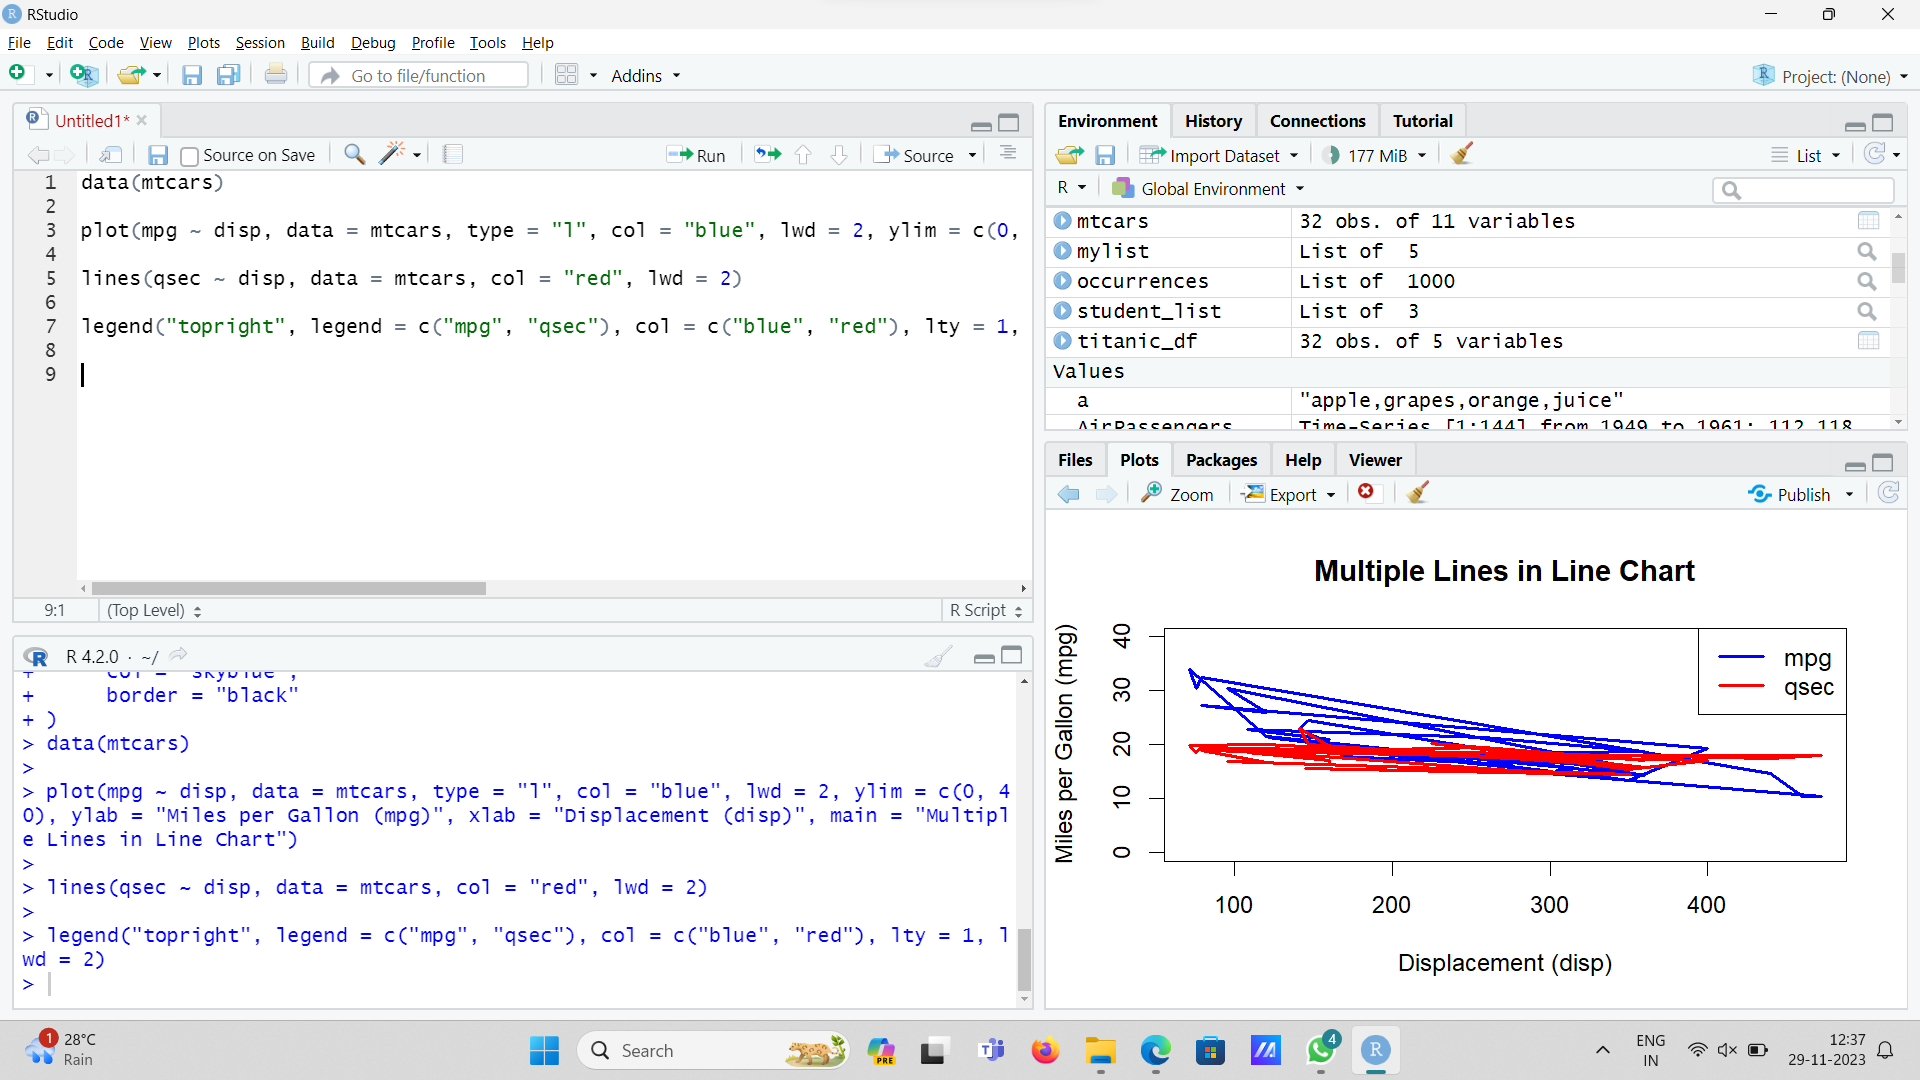 RStudio
File Edit Code View Plots Session Build Debug Profile Tools Help
Go to file/function Addins Project: (None)
Untitled1*
Source on Save Run Source
1 data(mtcars)
2
3 plot(mpg ~ disp, data = mtcars, type = "l", col = "blue", lwd = 2, ylim = c(0,
4
5 lines(qsec ~ disp, data = mtcars, col = "red", lwd = 2)
6
7 legend("topright", legend = c("mpg", "qsec"), col = c("blue", "red"), lty = 1,
8
9
9:1 (Top Level) R Script
R 4.2.0 · ~/
+ col = "skyblue",
+ border = "black"
+ )
> data(mtcars)
>
> plot(mpg ~ disp, data = mtcars, type = "l", col = "blue", lwd = 2, ylim = c(0, 4
0), ylab = "Miles per Gallon (mpg)", xlab = "Displacement (disp)", main = "Multipl
e Lines in Line Chart")
>
> lines(qsec ~ disp, data = mtcars, col = "red", lwd = 2)
>
> legend("topright", legend = c("mpg", "qsec"), col = c("blue", "red"), lty = 1, l
wd = 2)
>
Environment History Connections Tutorial
Import Dataset 177 MiB List
R Global Environment
mtcars 32 obs. of 11 variables
mylist List of 5
occurrences List of 1000
student_list List of 3
titanic_df 32 obs. of 5 variables
Values
a "apple,grapes,orange,juice"
AirPassengers Time-Series [1:144] from 1949 to 1961: 112 118
Files Plots Packages Help Viewer
Zoom Export Publish
Multiple Lines in Line Chart
Miles per Gallon (mpg)
40
30
20
10
0
mpg
qsec
100 200 300 400
Displacement (disp)
1
28°C
Rain
Search
PRE
4
ENG
IN
12:37
29-11-2023